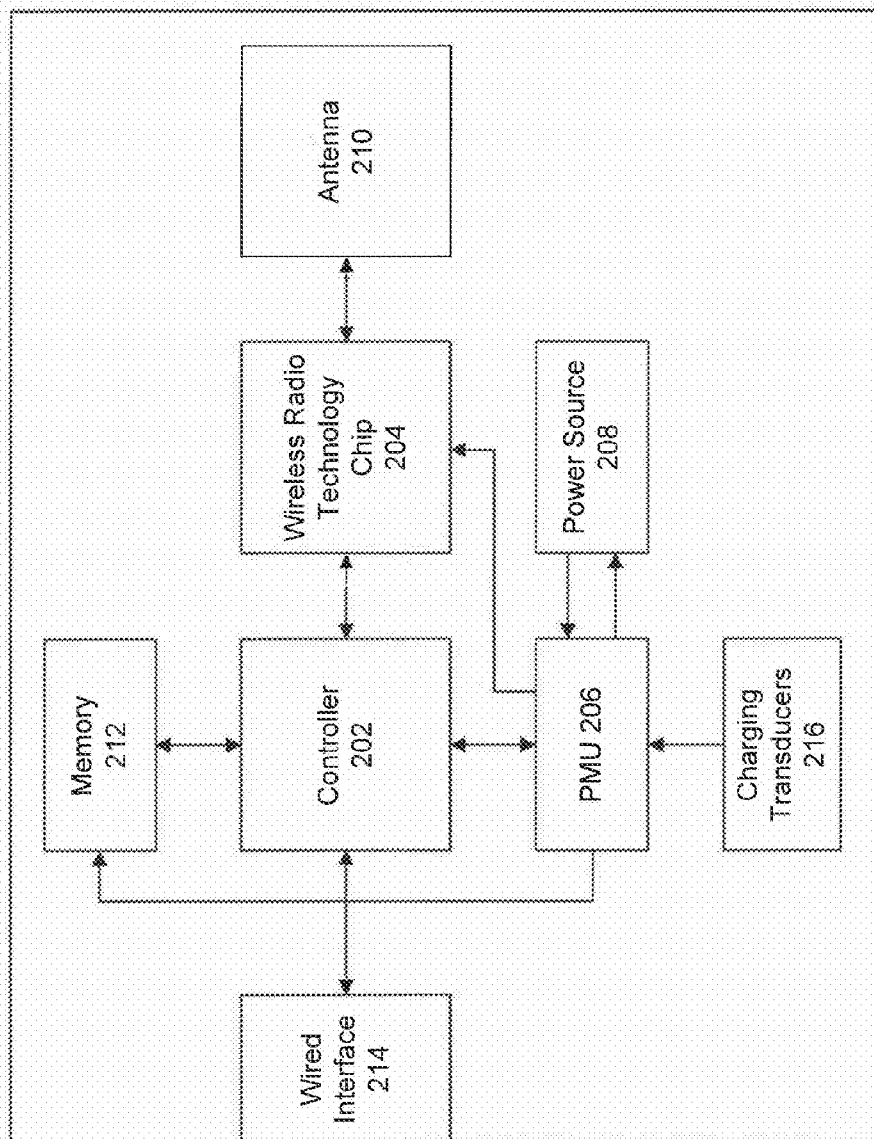 Memory
212
Wired
Interface
214
Controller
202
Wireless Radio
Technology
Chip
204
Antenna
210
PMU 206
Power Source
208
Charging
Transducers
216